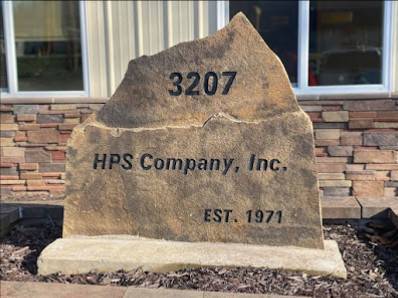 3207
HPS Company, Inc.
EST. 1971